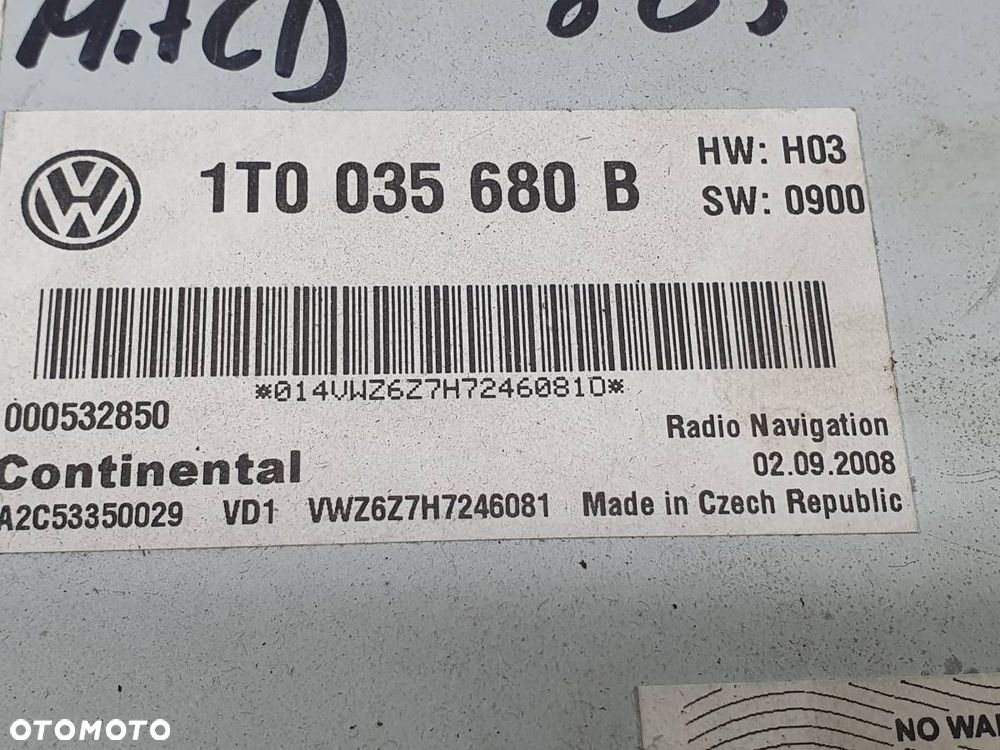 1T0 035 680 B
HW: H03
SW: 0900
*014VWZ6Z7H7246081O*
000532850
Radio Navigation
Continental
02.09.2008
A2C53350029 VD1 VWZ6Z7H7246081 Made in Czech Republic
NO WA
OTOMOTO